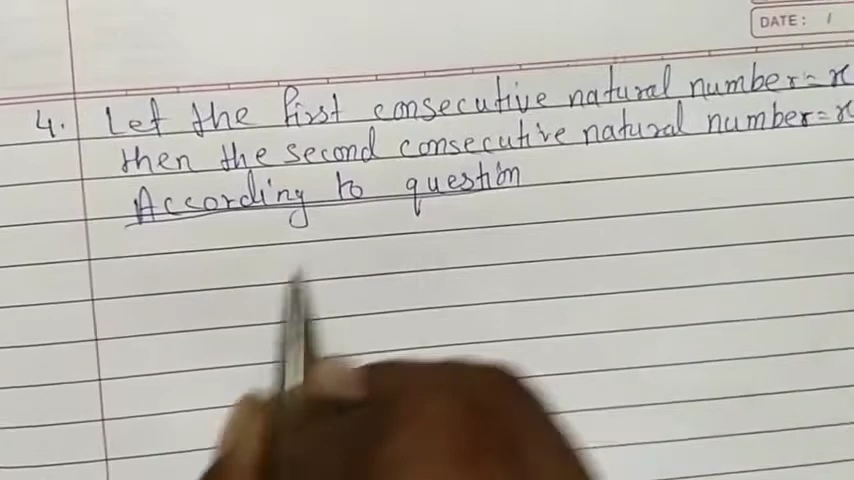 DATE: /
4. Let the first consecutive natural number = x
then the second consecutive natural number = x
According to question